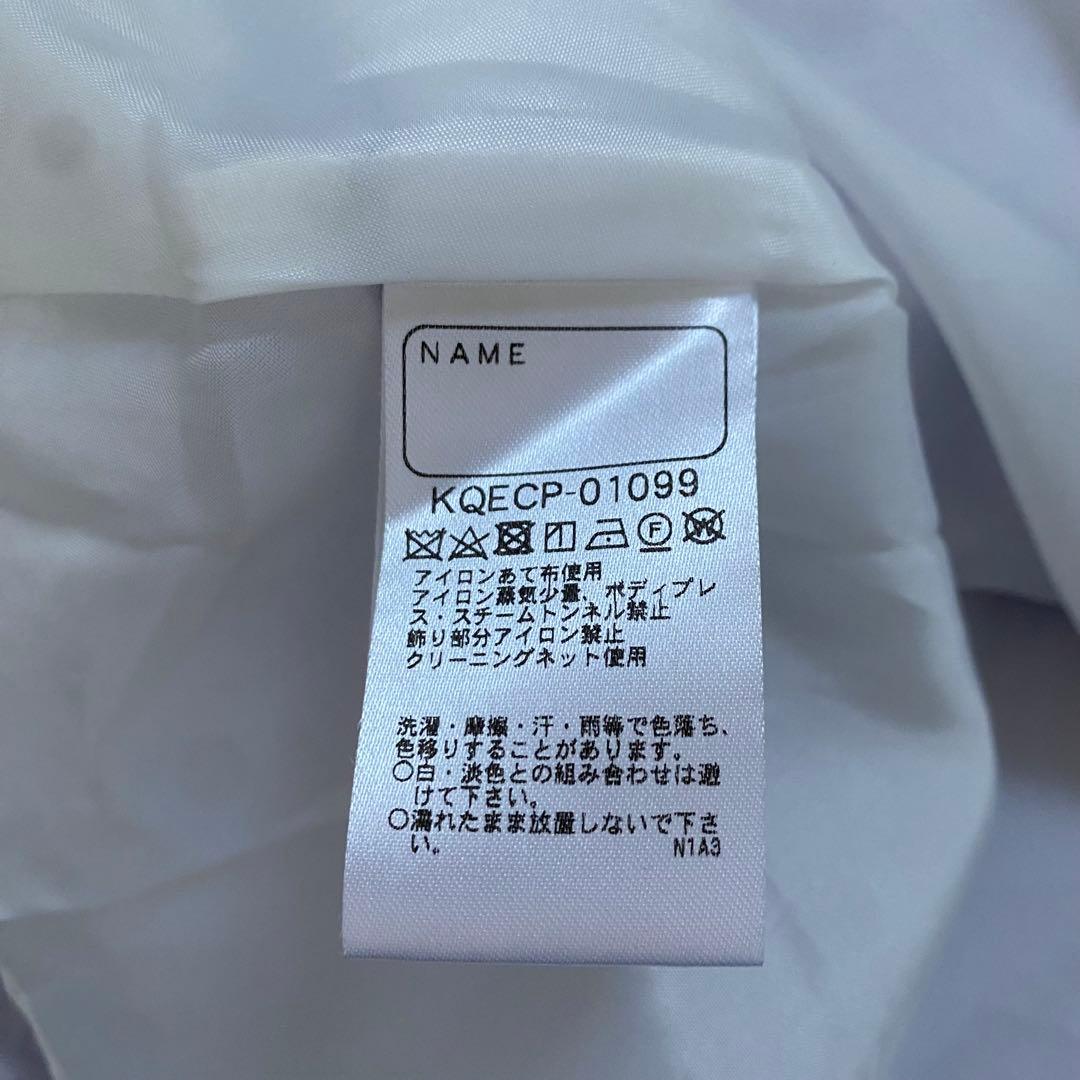 NAME
KQECP-01099
アイロンあて布使用
アイロン蒸気少量、ボディプレ
ス・スチームトンネル禁止
飾り部分アイロン禁止
クリーニングネット使用
洗濯・摩擦・汗・雨等で色落ち、
色移りすることがあります。
○白・淡色との組み合わせは避
けて下さい。
○濡れたまま放置しないで下さ
い。
N1A3